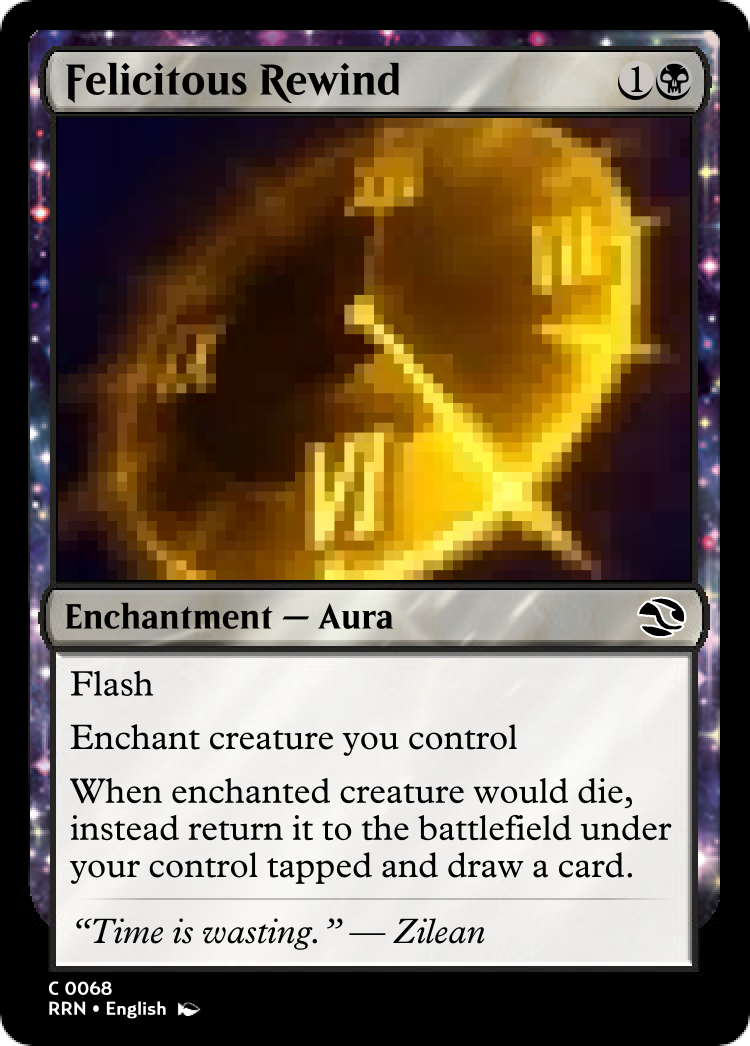 Felicitous Rewind 1
Enchantment — Aura
Flash
Enchant creature you control
When enchanted creature would die,
instead return it to the battlefield under
your control tapped and draw a card.
“Time is wasting.” — Zilean
C 0068
RRN • English